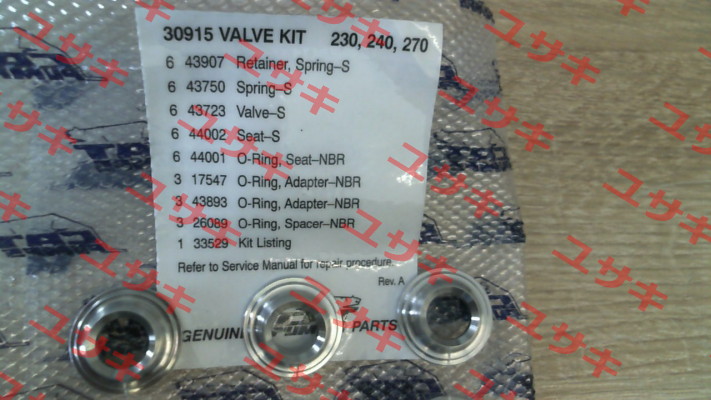 30915 VALVE KIT 230, 240, 270
6 43907 Retainer, Spring–S
6 43750 Spring–S
6 43723 Valve–S
6 44002 Seat–S
6 44001 O-Ring, Seat–NBR
3 17547 O-Ring, Adapter–NBR
3 43893 O-Ring, Adapter–NBR
3 26089 O-Ring, Spacer–NBR
1 33529 Kit Listing
Refer to Service Manual for repair procedure.
Rev. A
GENUINE CAT PARTS
ユサキ